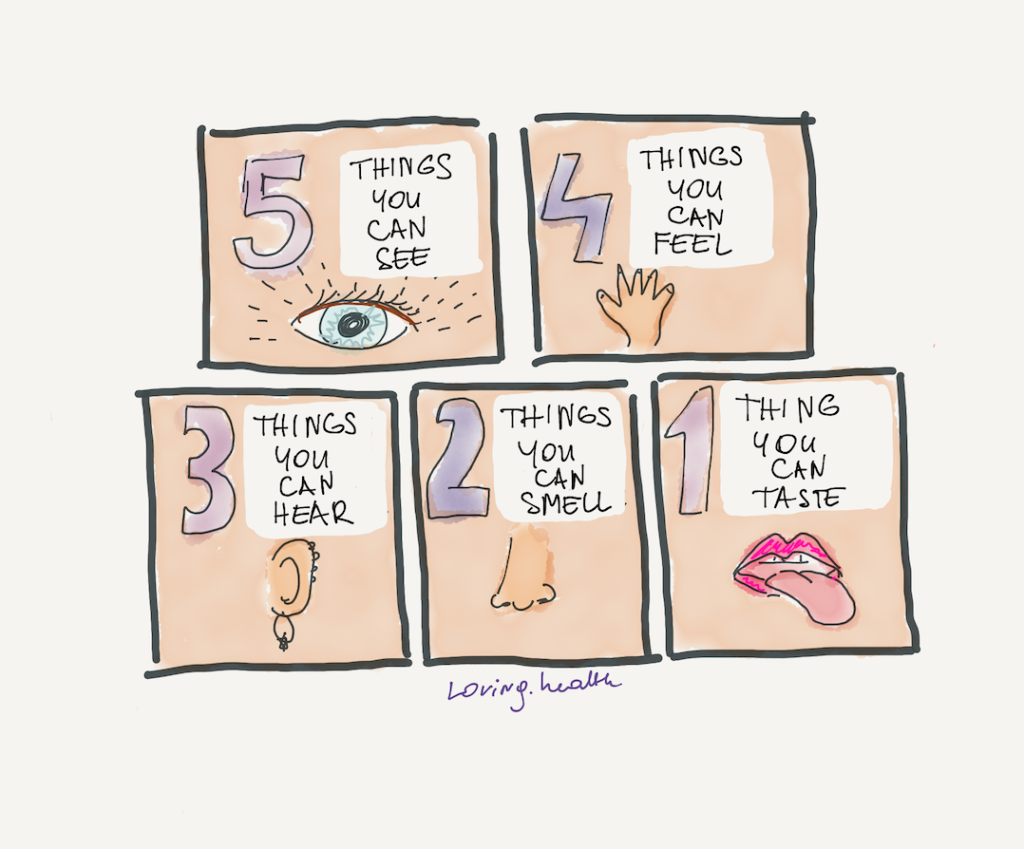 5
THINGS
YOU
CAN
SEE
4
THINGS
YOU
CAN
FEEL
3
THINGS
YOU
CAN
HEAR
2
THINGS
YOU
CAN
SMELL
1
THING
YOU
CAN
TASTE
Loving.health